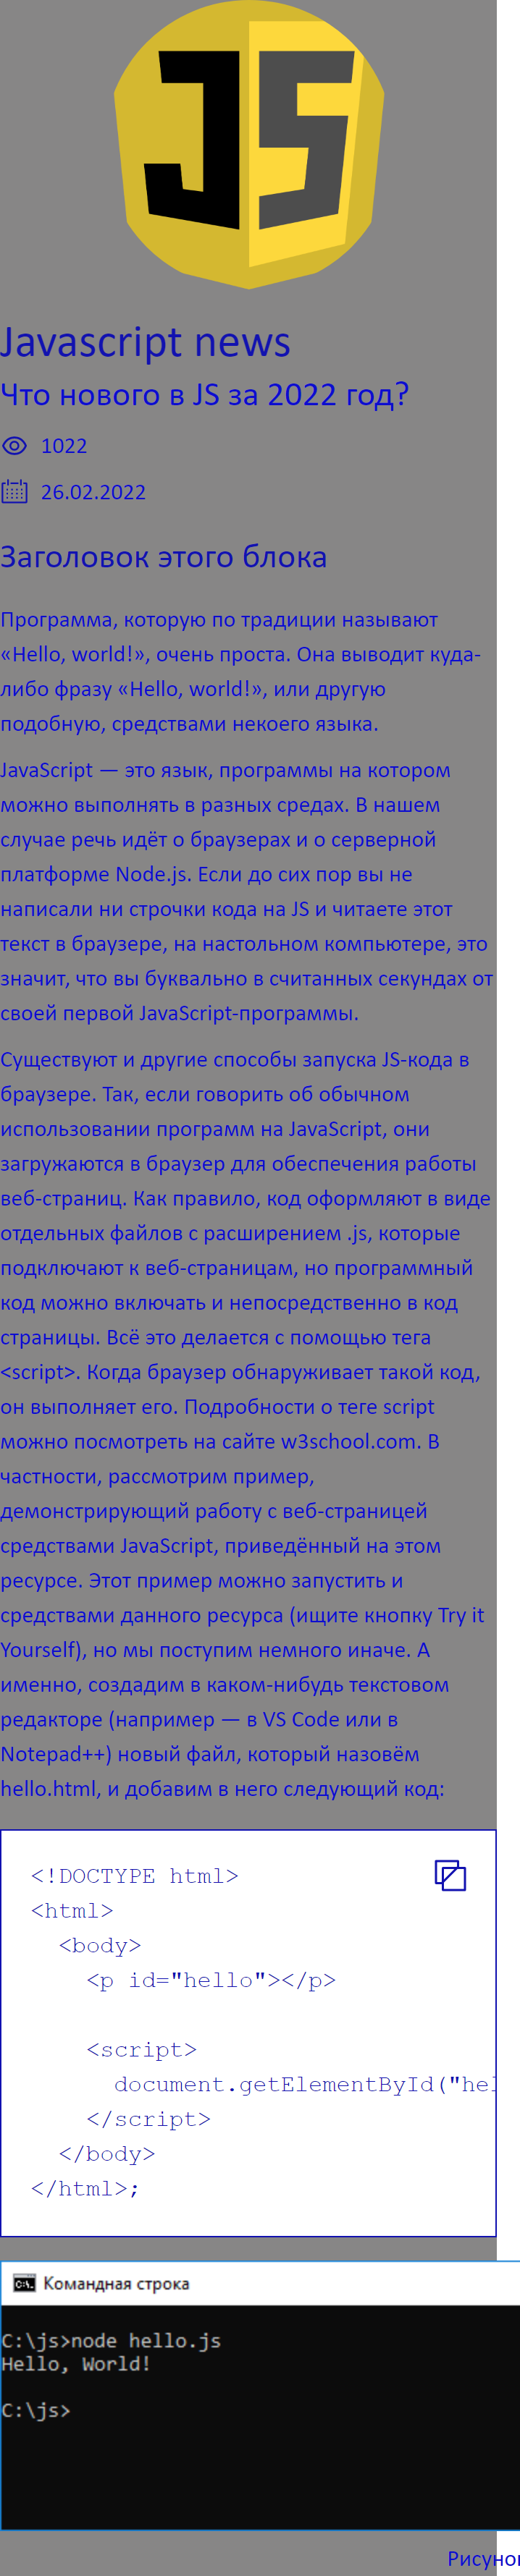 JS
Javascript news
Что нового в JS за 2022 год?
1022
26.02.2022
Заголовок этого блока
Программа, которую по традиции называют
«Hello, world!», очень проста. Она выводит куда-
либо фразу «Hello, world!», или другую
подобную, средствами некоего языка.
JavaScript — это язык, программы на котором
можно выполнять в разных средах. В нашем
случае речь идёт о браузерах и о серверной
платформе Node.js. Если до сих пор вы не
написали ни строчки кода на JS и читаете этот
текст в браузере, на настольном компьютере, это
значит, что вы буквально в считанных секундах от
своей первой JavaScript-программы.
Существуют и другие способы запуска JS-кода в
браузере. Так, если говорить об обычном
использовании программ на JavaScript, они
загружаются в браузер для обеспечения работы
веб-страниц. Как правило, код оформляют в виде
отдельных файлов с расширением .js, которые
подключают к веб-страницам, но программный
код можно включать и непосредственно в код
страницы. Всё это делается с помощью тега
<script>. Когда браузер обнаруживает такой код,
он выполняет его. Подробности о теге script
можно посмотреть на сайте w3school.com. В
частности, рассмотрим пример,
демонстрирующий работу с веб-страницей
средствами JavaScript, приведённый на этом
ресурсе. Этот пример можно запустить и
средствами данного ресурса (ищите кнопку Try it
Yourself), но мы поступим немного иначе. А
именно, создадим в каком-нибудь текстовом
редакторе (например — в VS Code или в
Notepad++) новый файл, который назовём
hello.html, и добавим в него следующий код:
<!DOCTYPE html>
<html>
<body>
<p id="hello"></p>
<script>
document.getElementById("hel
</script>
</body>
</html>;
Командная строка
C:\js>node hello.js
Hello, World!
C:\js>
Рисунок